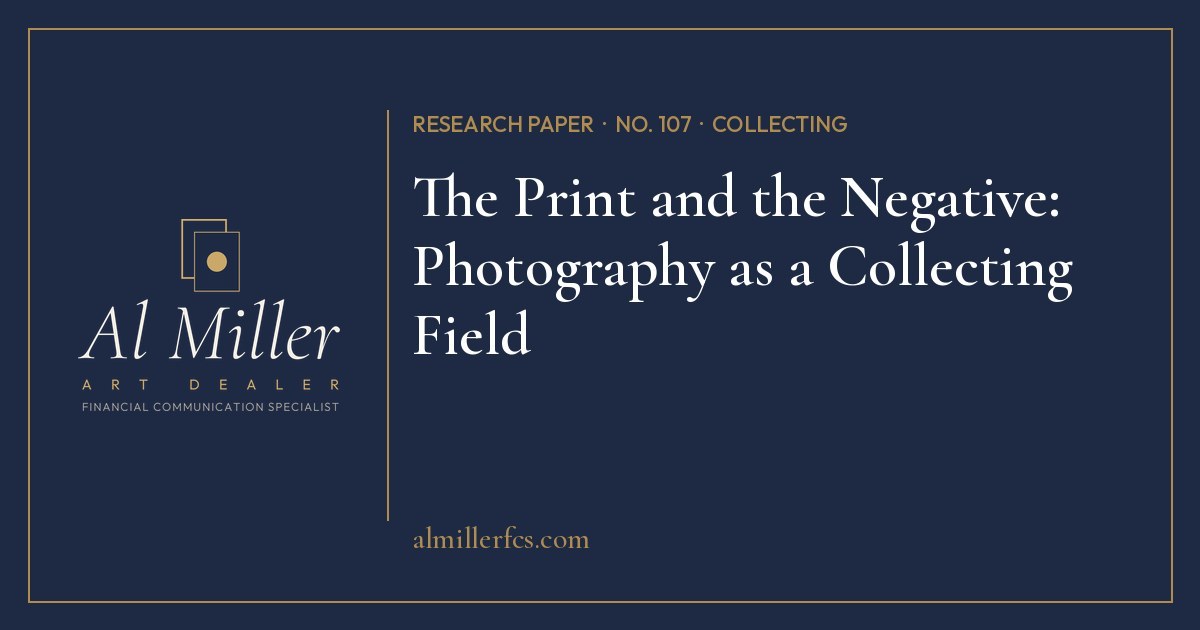 Al Miller
ART DEALER
FINANCIAL COMMUNICATION SPECIALIST
RESEARCH PAPER · NO. 107 · COLLECTING
The Print and the Negative:
Photography as a Collecting
Field
almillerfcs.com